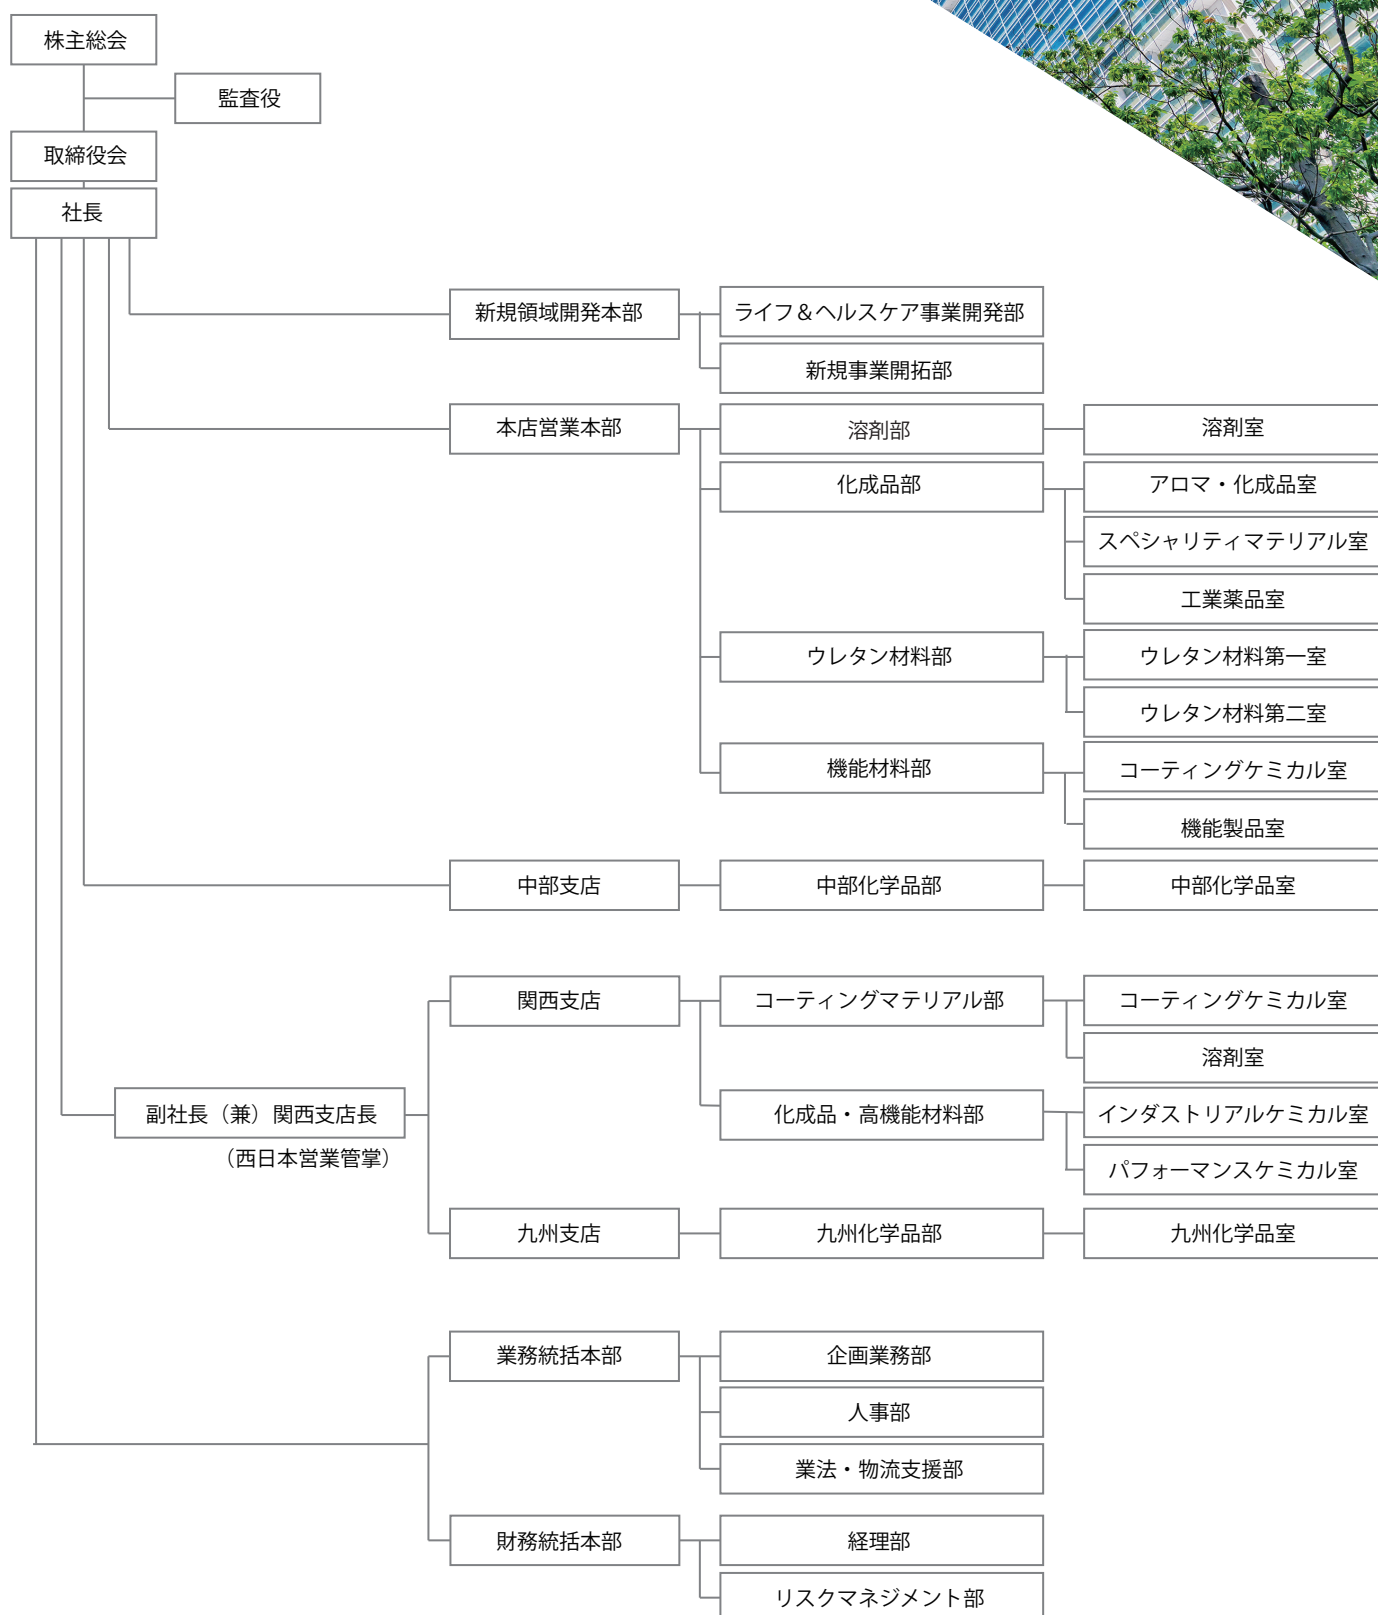 株主総会
監査役
取締役会
社長
新規領域開発本部
ライフ＆ヘルスケア事業開発部
新規事業開拓部
本店営業本部
溶剤部
溶剤室
化成品部
アロマ・化成品室
スペシャリティマテリアル室
工業薬品室
ウレタン材料部
ウレタン材料第一室
ウレタン材料第二室
機能材料部
コーティングケミカル室
機能製品室
中部支店
中部化学品部
中部化学品室
副社長（兼）関西支店長
（西日本営業管掌）
関西支店
コーティングマテリアル部
コーティングケミカル室
溶剤室
化成品・高機能材料部
インダストリアルケミカル室
パフォーマンスケミカル室
九州支店
九州化学品部
九州化学品室
業務統括本部
企画業務部
人事部
業法・物流支援部
財務統括本部
経理部
リスクマネジメント部